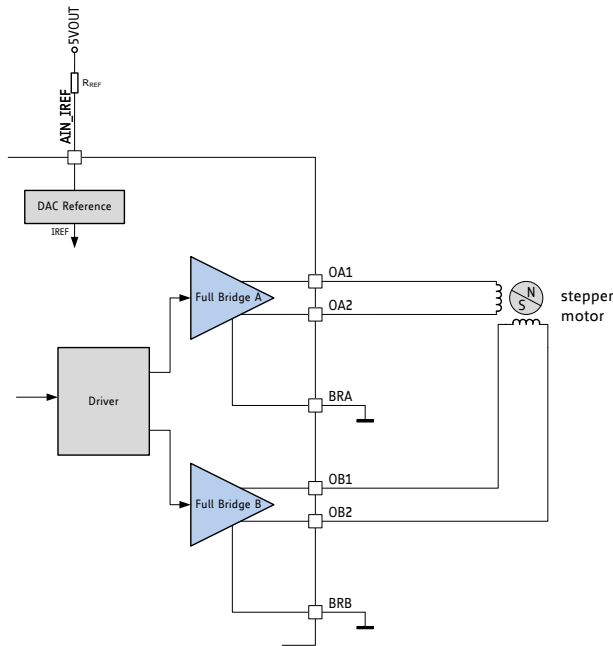 5VOUT
RREF
AIN_IREF
DAC Reference
IREF
OA1
Full Bridge A
OA2
N
S
stepper
motor
BRA
Driver
OB1
Full Bridge B
OB2
BRB